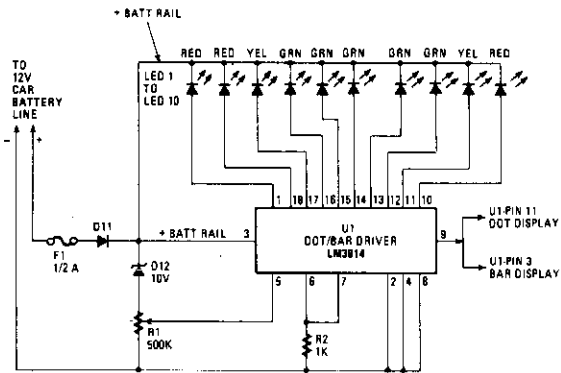 + BATT RAIL
RED RED YEL GRN GRN GRN GRN GRN YEL RED
TO
12V
CAR
BATTERY
LINE
- +
LED 1
TO
LED 10
1 18 17 16 15 14 13 12 11 10
D11
+ BATT RAIL
3
U1
DOT/BAR DRIVER
LM3914
9
U1-PIN 11
DOT DISPLAY
U1-PIN 3
BAR DISPLAY
F1
1/2 A
D12
10V
5 6 7 2 4 8
R1
500K
R2
1K